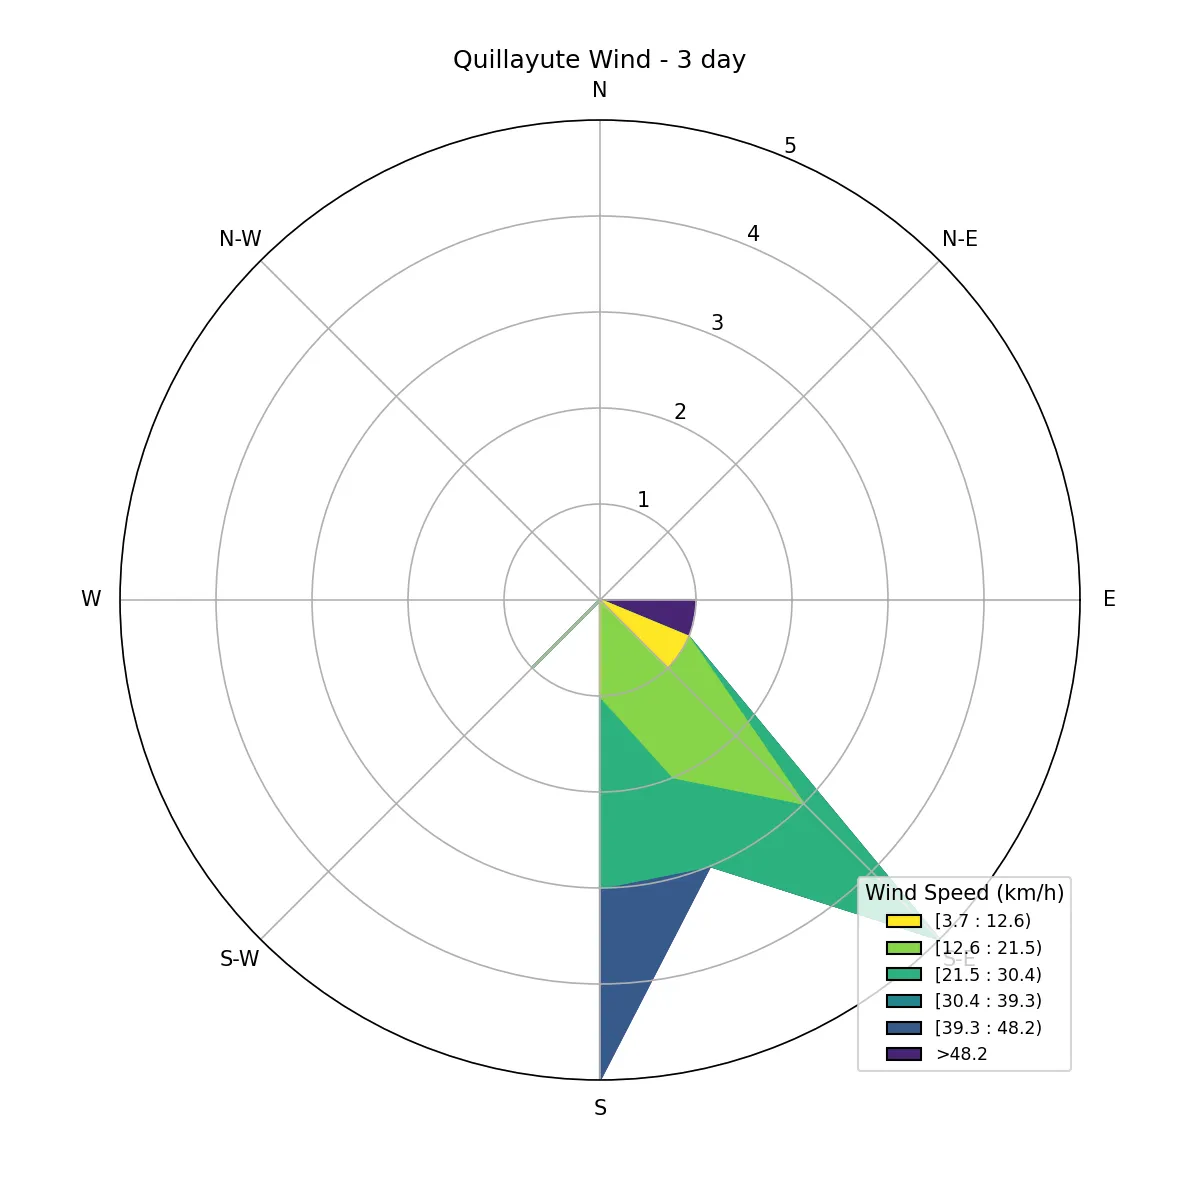 Quillayute Wind - 3 day
N
5
N-W
N-E
4
3
2
1
W
E
Wind Speed (km/h)
[3.7 : 12.6)
[12.6 : 21.5)
S-W
S-E
[21.5 : 30.4)
[30.4 : 39.3)
[39.3 : 48.2)
>48.2
S